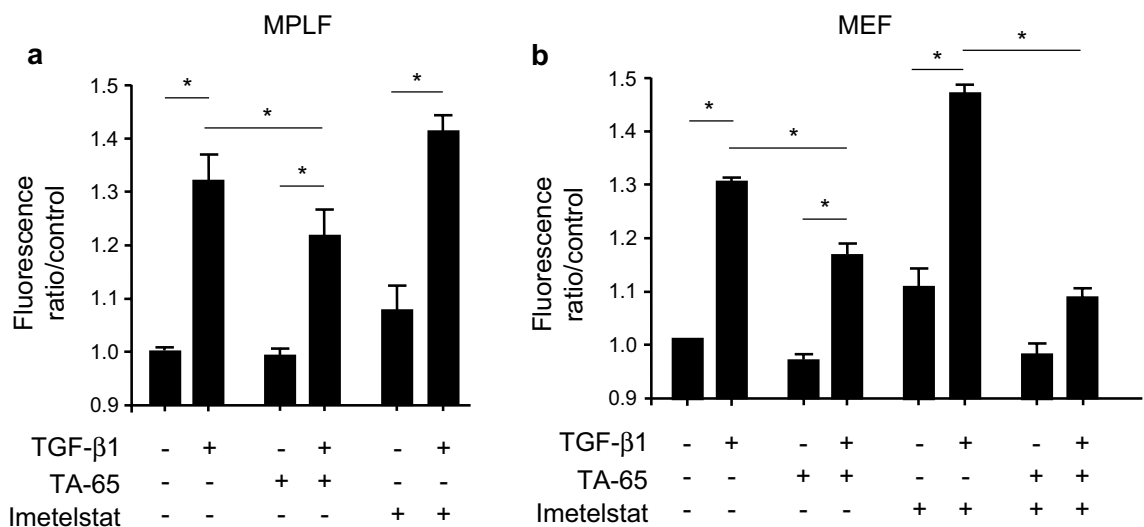 MPLF
a
Fluorescence
ratio/control
1.5
1.4
1.3
1.2
1.1
1.0
0.9
* * * *
TGF-β1 - + - + - +
TA-65 - - + + - -
Imetelstat - - - - + +
MEF
b
Fluorescence
ratio/control
1.5
1.4
1.3
1.2
1.1
1.0
0.9
* * * * *
TGF-β1 - + - + - + - +
TA-65 - - + + - - + +
Imetelstat - - - - + + + +